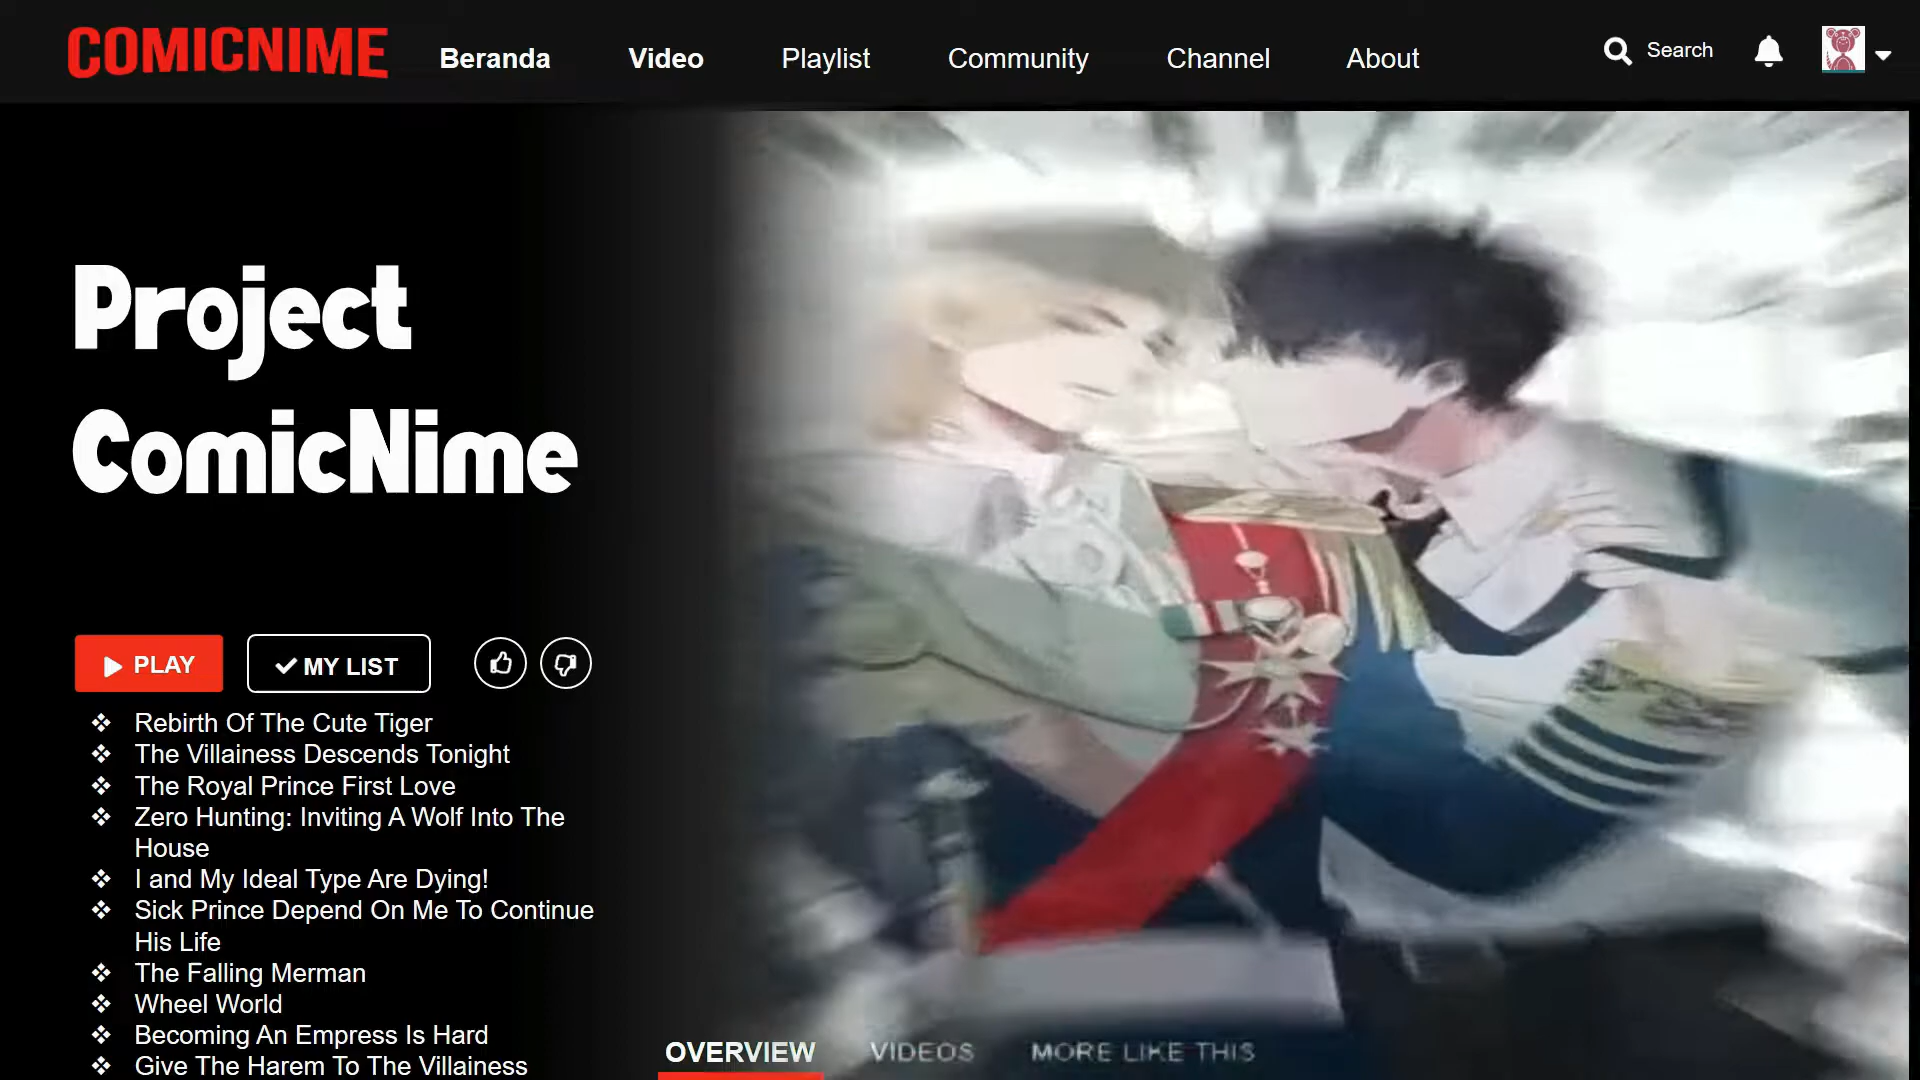 COMICNIME
Beranda
Video
Playlist
Community
Channel
About
Search
Project
ComicNime
PLAY
MY LIST
Rebirth Of The Cute Tiger
The Villainess Descends Tonight
The Royal Prince First Love
Zero Hunting: Inviting A Wolf Into The
House
I and My Ideal Type Are Dying!
Sick Prince Depend On Me To Continue
His Life
The Falling Merman
Wheel World
Becoming An Empress Is Hard
Give The Harem To The Villainess
OVERVIEW
VIDEOS
MORE LIKE THIS